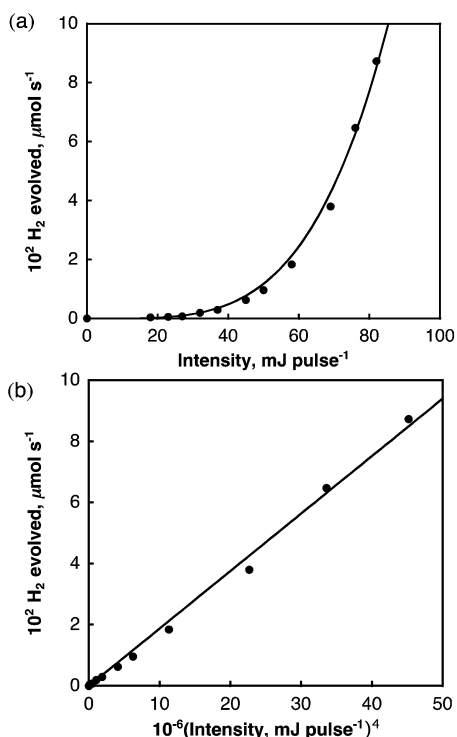 (a)
10
8
6
4
2
0
10² H₂ evolved, μmol s⁻¹
0 20 40 60 80 100
Intensity, mJ pulse⁻¹
(b)
10
8
6
4
2
0
10² H₂ evolved, μmol s⁻¹
0 10 20 30 40 50
10⁻⁶(Intensity, mJ pulse⁻¹)⁴